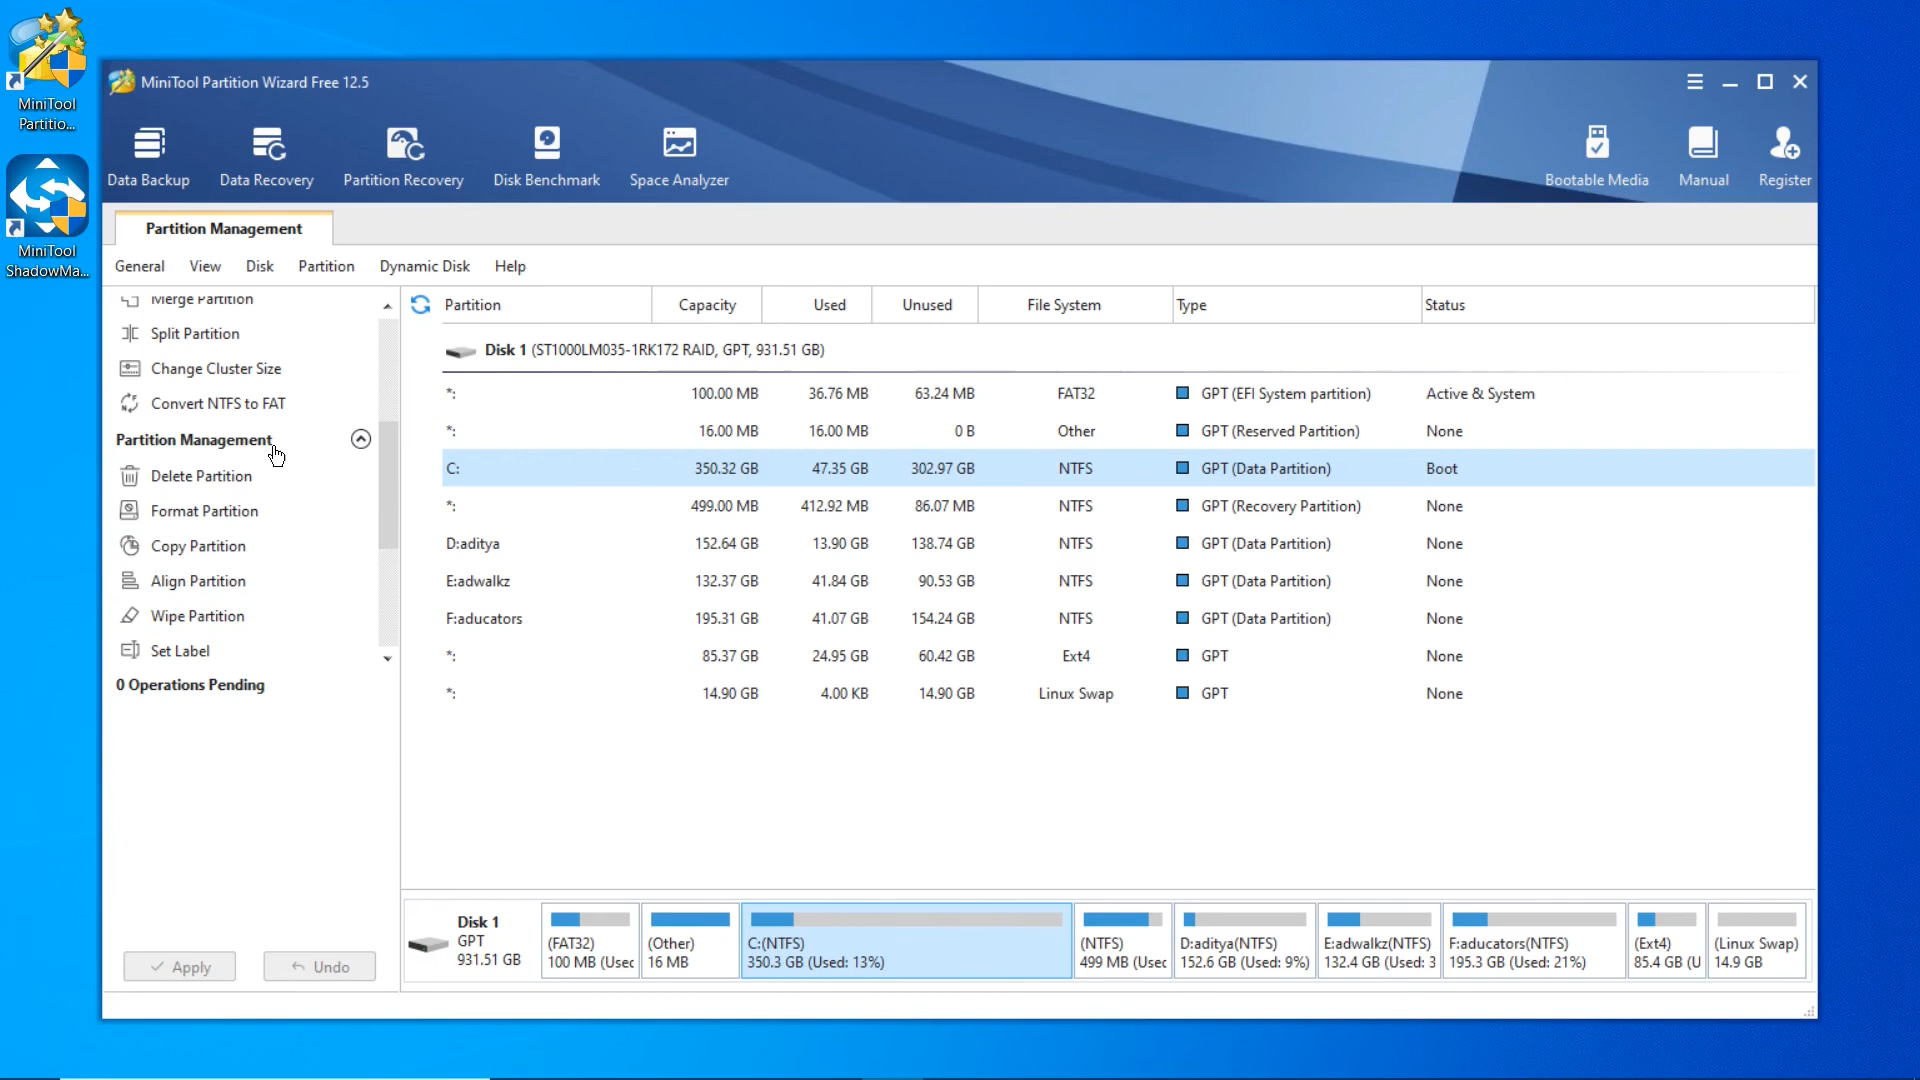 MiniTool
Partitio...
MiniTool
ShadowMa...
MiniTool Partition Wizard Free 12.5
Data Backup
Data Recovery
Partition Recovery
Disk Benchmark
Space Analyzer
Bootable Media
Manual
Register
Partition Management
General View Disk Partition Dynamic Disk Help
Merge Partition
Split Partition
Change Cluster Size
Convert NTFS to FAT
Partition Management
Delete Partition
Format Partition
Copy Partition
Align Partition
Wipe Partition
Set Label
0 Operations Pending
Apply
Undo
Partition Capacity Used Unused File System Type Status
Disk 1 (ST1000LM035-1RK172 RAID, GPT, 931.51 GB)
*: 100.00 MB 36.76 MB 63.24 MB FAT32 GPT (EFI System partition) Active & System
*: 16.00 MB 16.00 MB 0 B Other GPT (Reserved Partition) None
C: 350.32 GB 47.35 GB 302.97 GB NTFS GPT (Data Partition) Boot
*: 499.00 MB 412.92 MB 86.07 MB NTFS GPT (Recovery Partition) None
D:aditya 152.64 GB 13.90 GB 138.74 GB NTFS GPT (Data Partition) None
E:adwalkz 132.37 GB 41.84 GB 90.53 GB NTFS GPT (Data Partition) None
F:aducators 195.31 GB 41.07 GB 154.24 GB NTFS GPT (Data Partition) None
*: 85.37 GB 24.95 GB 60.42 GB Ext4 GPT None
*: 14.90 GB 4.00 KB 14.90 GB Linux Swap GPT None
Disk 1
GPT
931.51 GB
(FAT32)
100 MB (Usec
(Other)
16 MB
C:(NTFS)
350.3 GB (Used: 13%)
(NTFS)
499 MB (Usec
D:aditya(NTFS)
152.6 GB (Used: 9%)
E:adwalkz(NTFS)
132.4 GB (Used: 3
F:aducators(NTFS)
195.3 GB (Used: 21%)
(Ext4)
85.4 GB (U
(Linux Swap)
14.9 GB